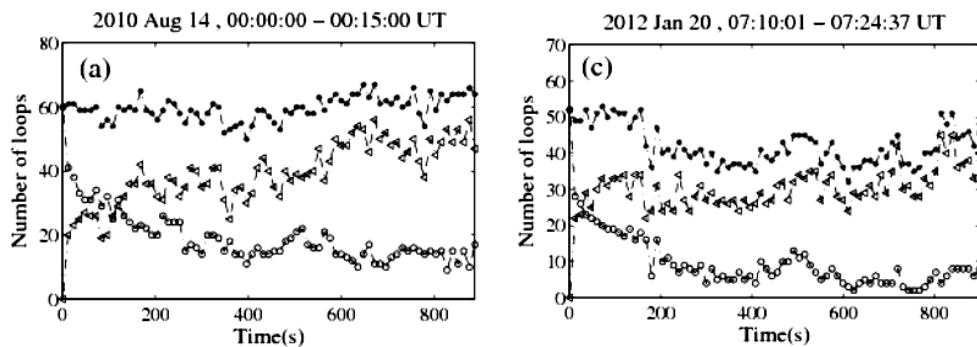 2010 Aug 14 , 00:00:00 – 00:15:00 UT
(a)
Number of loops
80
60
40
20
0
0 200 400 600 800
Time(s)
2012 Jan 20 , 07:10:01 – 07:24:37 UT
(c)
Number of loops
70
60
50
40
30
20
10
0
0 200 400 600 800
Time(s)